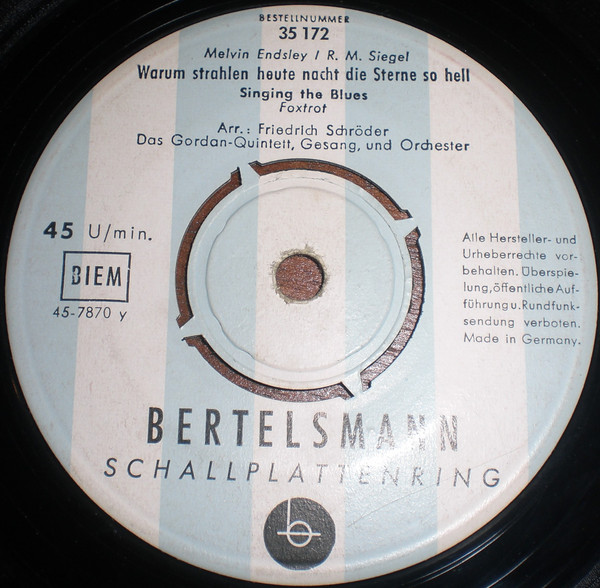 BESTELLNUMMER
35 172
Melvin Endsley / R. M. Siegel
Warum strahlen heute nacht die Sterne so hell
Singing the Blues
Foxtrot
Arr.: Friedrich Schröder
Das Gordan-Quintett, Gesang, und Orchester
45 U/min.
BIEM
45-7870 y
Alle Hersteller- und
Urheberrechte vor-
behalten. Überspie-
lung, öffentliche Auf-
führung u. Rundfunk-
sendung verboten.
Made in Germany.
BERTELSMANN
SCHALLPLATTENRING
b